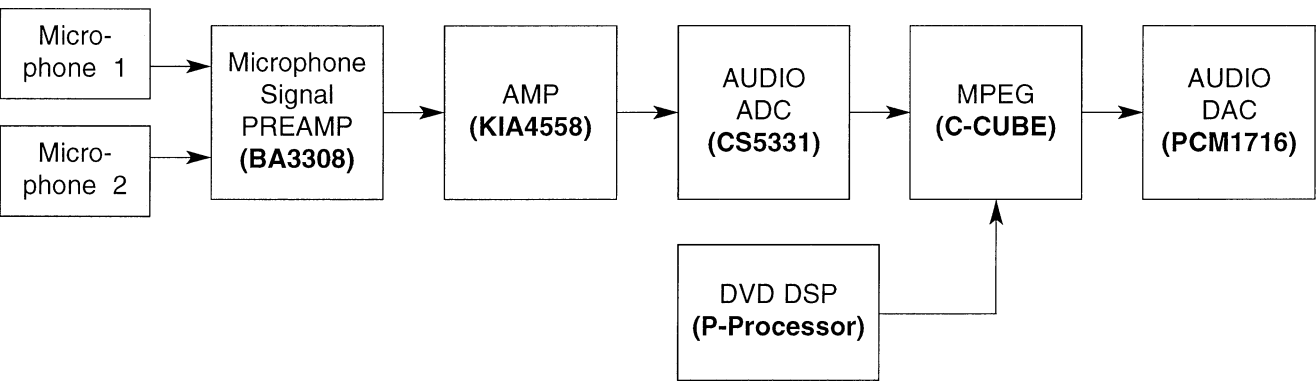 Micro-
phone 1
Micro-
phone 2
Microphone
Signal
PREAMP
(BA3308)
AMP
(KIA4558)
AUDIO
ADC
(CS5331)
MPEG
(C-CUBE)
AUDIO
DAC
(PCM1716)
DVD DSP
(P-Processor)